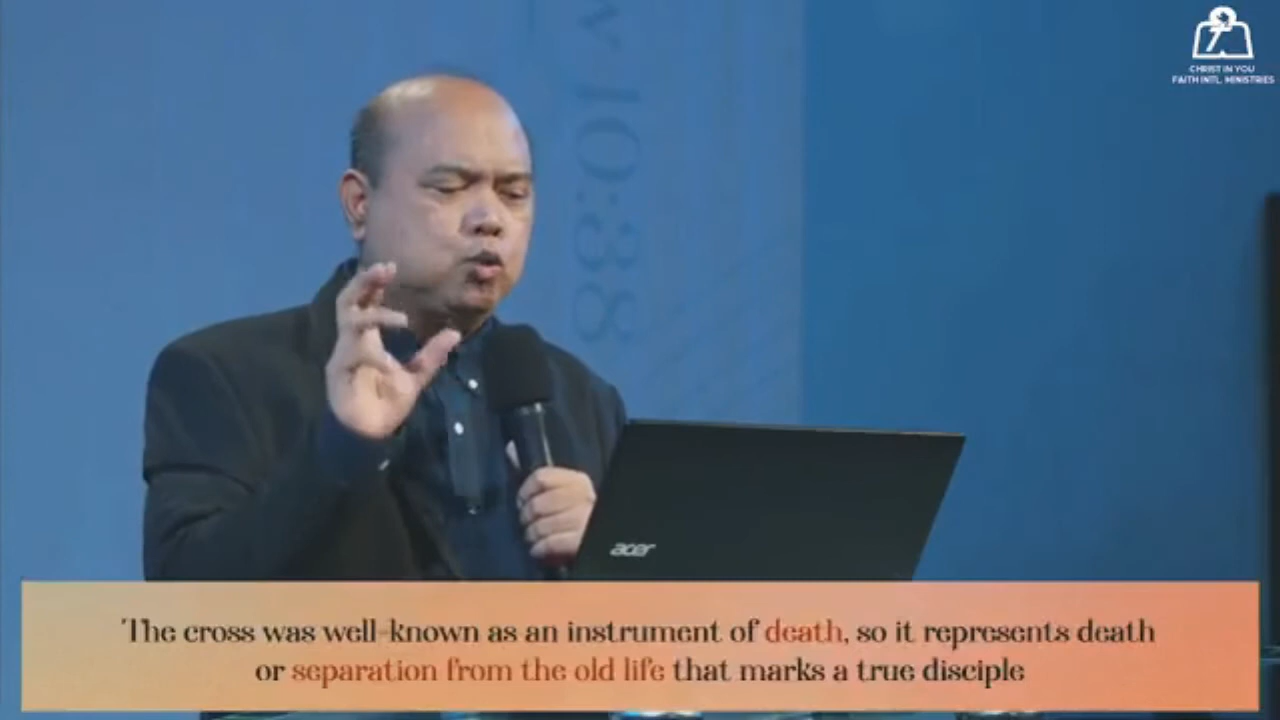 CHRIST IN YOU
FAITH INTL. MINISTRIES
10:38
acer
The cross was well-known as an instrument of death, so it represents death
or separation from the old life that marks a true disciple